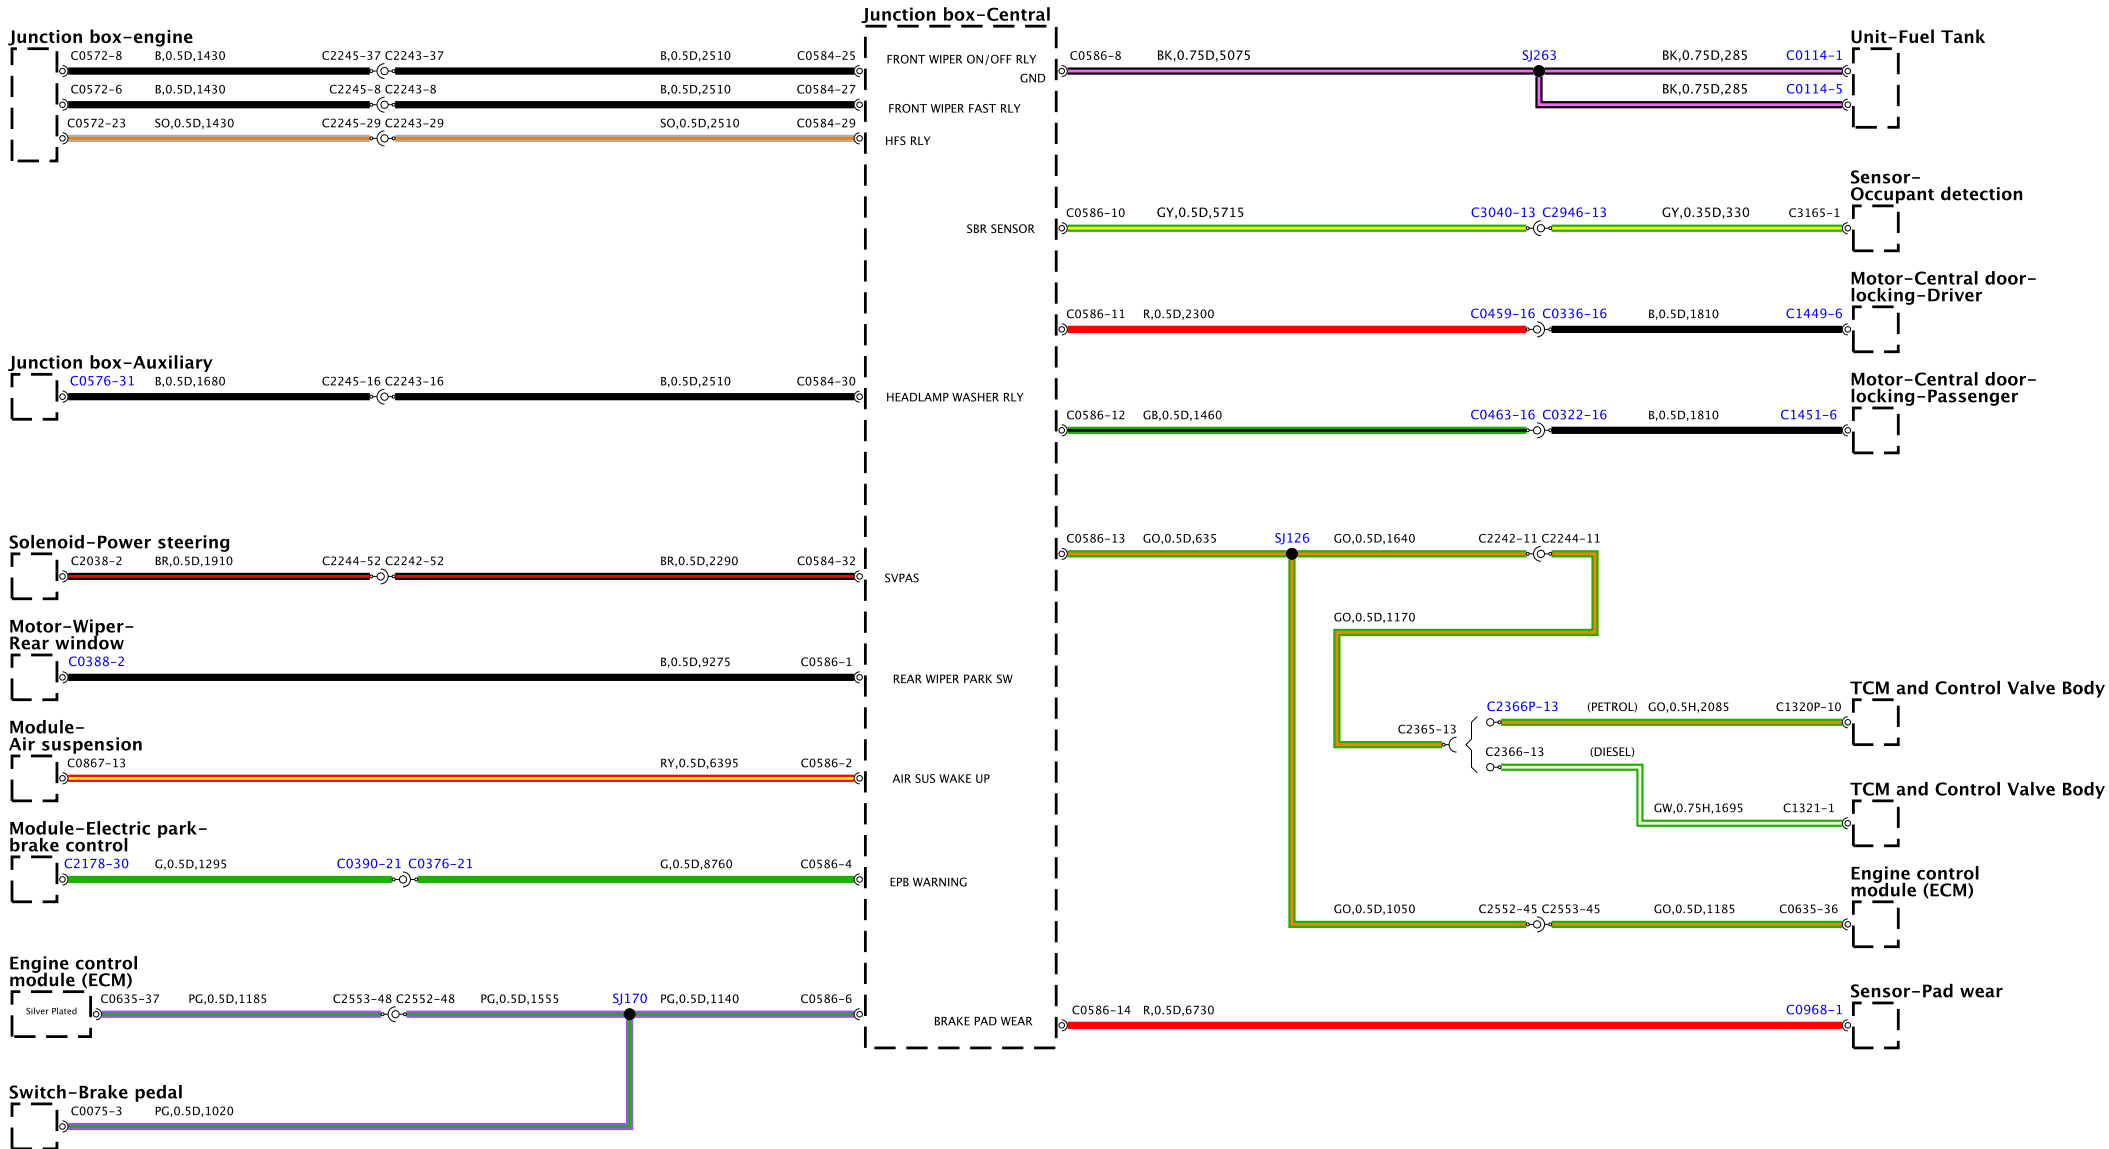 Junction box-Central
Junction box-engine
C0572-8 B,0.5D,1430 C2245-37 C2243-37 B,0.5D,2510 C0584-25
C0572-6 B,0.5D,1430 C2245-8 C2243-8 B,0.5D,2510 C0584-27
C0572-23 SO,0.5D,1430 C2245-29 C2243-29 SO,0.5D,2510 C0584-29
Junction box-Auxiliary
C0576-31 B,0.5D,1680 C2245-16 C2243-16 B,0.5D,2510 C0584-30
Solenoid-Power steering
C2038-2 BR,0.5D,1910 C2244-52 C2242-52 BR,0.5D,2290 C0584-32
Motor-Wiper-
Rear window
C0388-2 B,0.5D,9275 C0586-1
Module-
Air suspension
C0867-13 RY,0.5D,6395 C0586-2
Module-Electric park-
brake control
C2178-30 G,0.5D,1295 C0390-21 C0376-21 G,0.5D,8760 C0586-4
Engine control
module (ECM)
Silver Plated
C0635-37 PG,0.5D,1185 C2553-48 C2552-48 PG,0.5D,1555 SJ170 PG,0.5D,1140 C0586-6
Switch-Brake pedal
C0075-3 PG,0.5D,1020
FRONT WIPER ON/OFF RLY
GND
FRONT WIPER FAST RLY
HFS RLY
SBR SENSOR
HEADLAMP WASHER RLY
SVPAS
REAR WIPER PARK SW
AIR SUS WAKE UP
EPB WARNING
BRAKE PAD WEAR
Unit-Fuel Tank
C0586-8 BK,0.75D,5075 SJ263 BK,0.75D,285 C0114-1
BK,0.75D,285 C0114-5
Sensor-
Occupant detection
C0586-10 GY,0.5D,5715 C3040-13 C2946-13 GY,0.35D,330 C3165-1
Motor-Central door-
locking-Driver
C0586-11 R,0.5D,2300 C0459-16 C0336-16 B,0.5D,1810 C1449-6
Motor-Central door-
locking-Passenger
C0586-12 GB,0.5D,1460 C0463-16 C0322-16 B,0.5D,1810 C1451-6
C0586-13 GO,0.5D,635 SJ126 GO,0.5D,1640 C2242-11 C2244-11
GO,0.5D,1170
TCM and Control Valve Body
C2366P-13 (PETROL) GO,0.5H,2085 C1320P-10
C2365-13
C2366-13 (DIESEL)
TCM and Control Valve Body
GW,0.75H,1695 C1321-1
Engine control
module (ECM)
GO,0.5D,1050 C2552-45 C2553-45 GO,0.5D,1185 C0635-36
Sensor-Pad wear
C0586-14 R,0.5D,6730 C0968-1